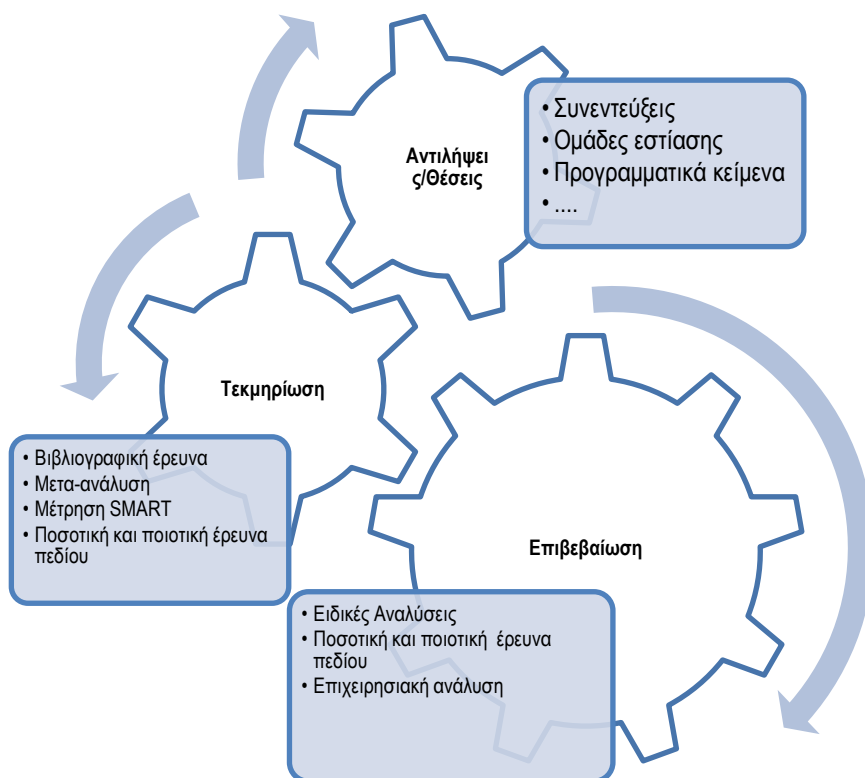 Αντιλήψει
ς/Θέσεις
• Συνεντεύξεις
• Ομάδες εστίασης
• Προγραμματικά κείμενα
• ....
Τεκμηρίωση
• Βιβλιογραφική έρευνα
• Μετα-ανάλυση
• Μέτρηση SMART
• Ποσοτική και ποιοτική έρευνα
πεδίου
Επιβεβαίωση
• Ειδικές Αναλύσεις
• Ποσοτική και ποιοτική έρευνα
πεδίου
• Επιχειρησιακή ανάλυση